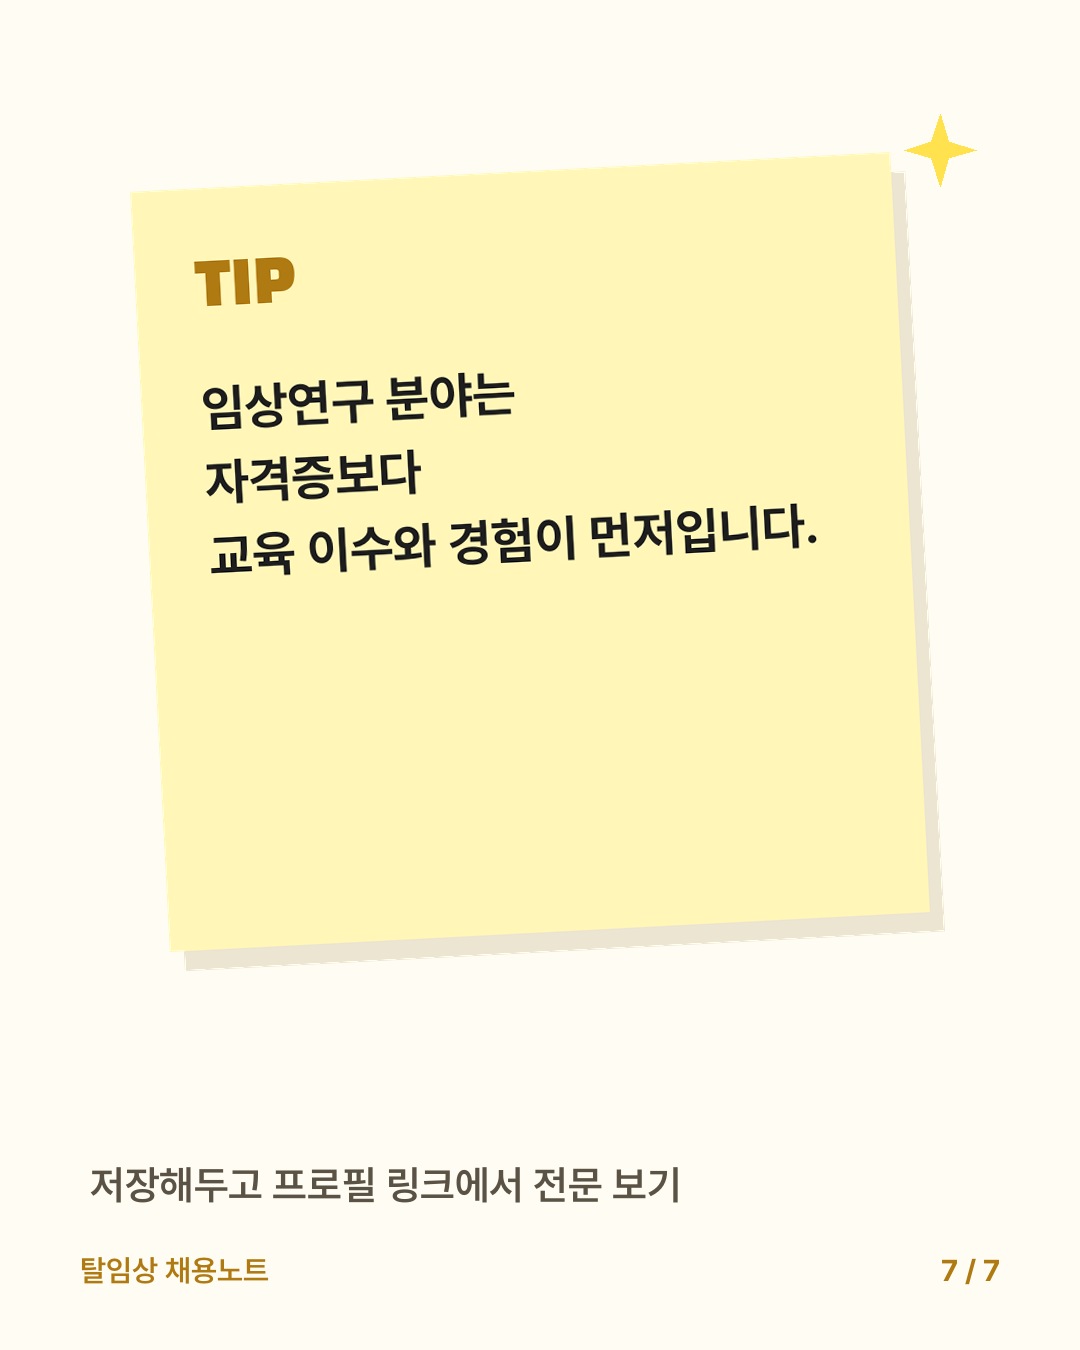 TIP
임상연구 분야는
자격증보다
교육 이수와 경험이 먼저입니다.
저장해두고 프로필 링크에서 전문 보기
탈임상 채용노트
7 / 7